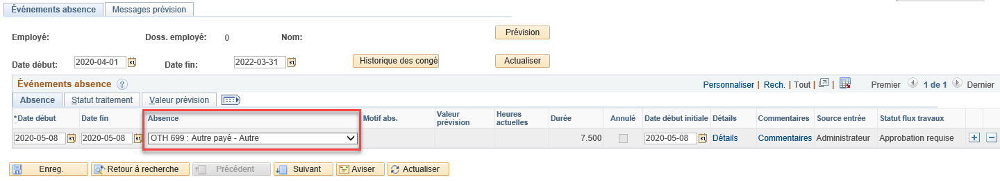 Événements absence Messages prévision
Employé: Doss. employé: 0 Nom: Prévision
Date début: 2020-04-01 Date fin: 2022-03-31 Historique des congé Actualiser
Événements absence Personnaliser | Rech. | Tout | | Premier 1 de 1 Dernier
Absence Statut traitement Valeur prévision
*Date début Date fin Absence Motif abs. Valeur prévision Heures actuelles Durée Annulé Date début initiale Détails Commentaires Source entrée Statut flux travaux
2020-05-08 2020-05-08 OTH 699 : Autre payé - Autre 7.500 2020-05-08 Détails Commentaires Administrateur Approbation requise
Enreg. Retour à recherche Précédent Suivant Aviser Actualiser